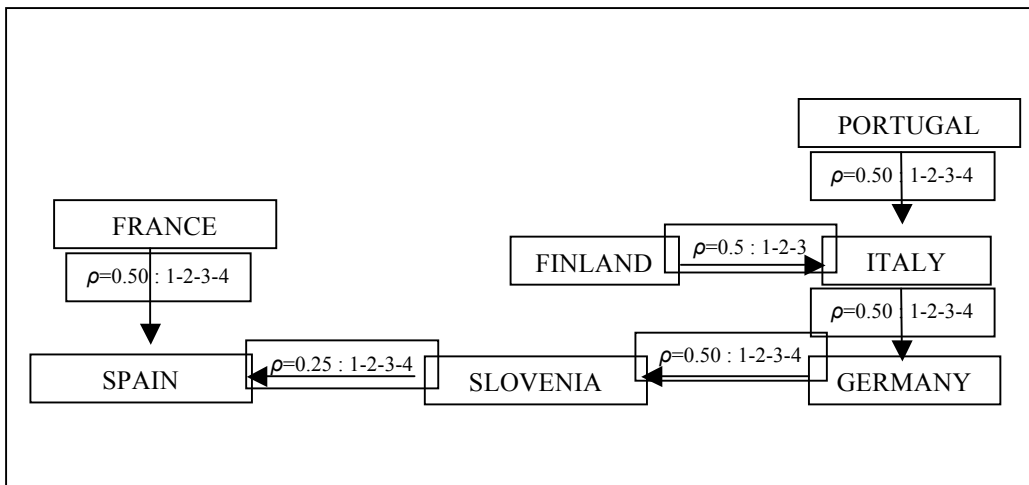 PORTUGAL
ρ=0.50 : 1-2-3-4
FRANCE
FINLAND
ρ=0.5 : 1-2-3
ITALY
ρ=0.50 : 1-2-3-4
ρ=0.50 : 1-2-3-4
SPAIN
ρ=0.25 : 1-2-3-4
SLOVENIA
ρ=0.50 : 1-2-3-4
GERMANY